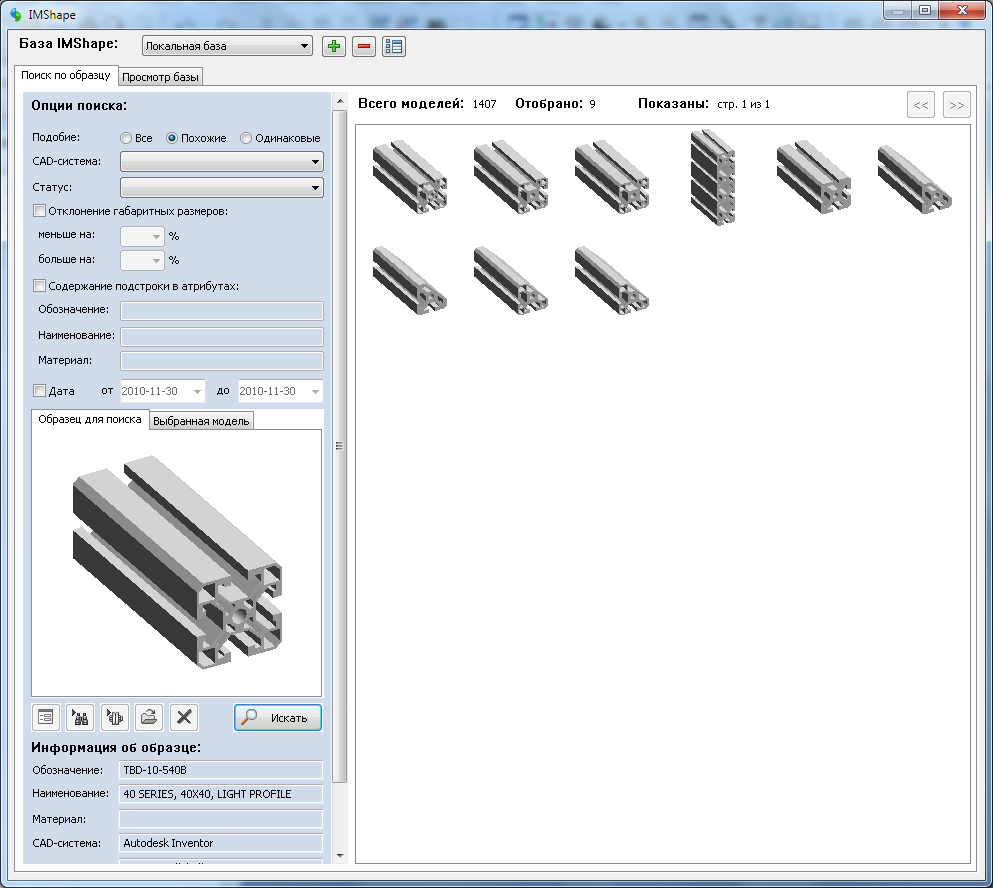 IMShape
База IMShape:
Локальная база
Поиск по образцу
Просмотр базы
Опции поиска:
Подобие:
Все
Похожие
Одинаковые
CAD-система:
Статус:
Отклонение габаритных размеров:
меньше на:
%
больше на:
%
Содержание подстроки в атрибутах:
Обозначение:
Наименование:
Материал:
Дата от 2010-11-30 до 2010-11-30
Образец для поиска
Выбранная модель
Искать
Информация об образце:
Обозначение: TBD-10-540B
Наименование: 40 SERIES, 40X40, LIGHT PROFILE
Материал:
CAD-система: Autodesk Inventor
Всего моделей: 1407 Отобрано: 9 Показаны: стр. 1 из 1
<< >>